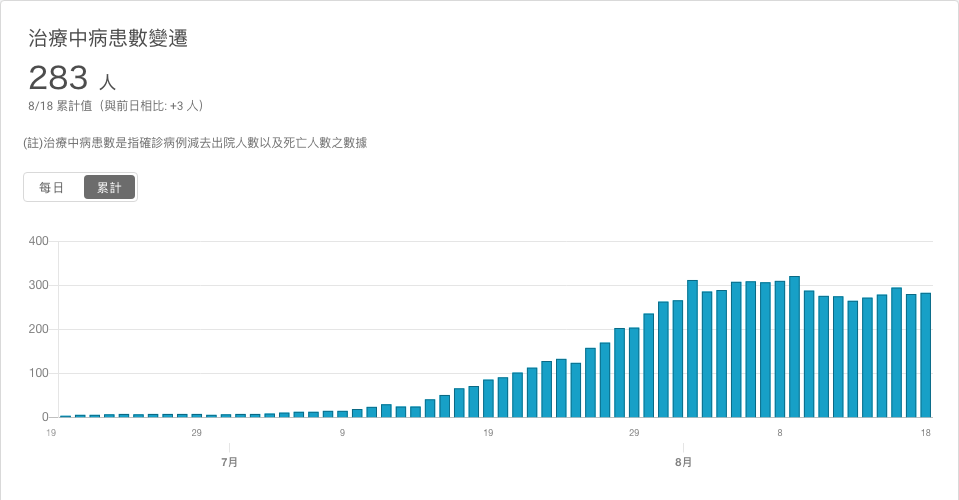 治療中病患數變遷
283 人
8/18 累計值（與前日相比: +3 人）
(註)治療中病患數是指確診病例減去出院人數以及死亡人數之數據
每日 累計
400
300
200
100
0
19 29 9 19 29 8 18
7月 8月